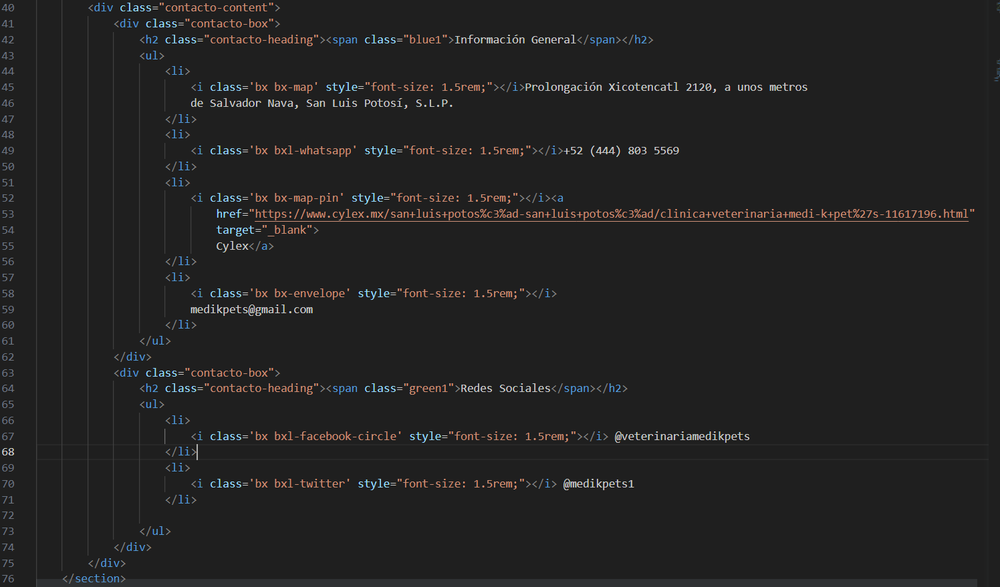 40 <div class="contacto-content">
41 <div class="contacto-box">
42 <h2 class="contacto-heading"><span class="blue1">Información General</span></h2>
43 <ul>
44 <li>
45 <i class='bx bx-map' style="font-size: 1.5rem;"></i>Prolongación Xicotencatl 2120, a unos metros
46 de Salvador Nava, San Luis Potosí, S.L.P.
47 </li>
48 <li>
49 <i class='bx bxl-whatsapp' style="font-size: 1.5rem;"></i>+52 (444) 803 5569
50 </li>
51 <li>
52 <i class='bx bx-map-pin' style="font-size: 1.5rem;"></i><a
53 href="https://www.cylex.mx/san+luis+potos%c3%ad-san+luis+potos%c3%ad/clinica+veterinaria+medi-k+pet%27s-11617196.html"
54 target="_blank">
55 Cylex</a>
56 </li>
57 <li>
58 <i class='bx bx-envelope' style="font-size: 1.5rem;"></i>
59 medikpets@gmail.com
60 </li>
61 </ul>
62 </div>
63 <div class="contacto-box">
64 <h2 class="contacto-heading"><span class="green1">Redes Sociales</span></h2>
65 <ul>
66 <li>
67 <i class='bx bxl-facebook-circle' style="font-size: 1.5rem;"></i> @veterinariamedikpets
68 </li>
69 <li>
70 <i class='bx bxl-twitter' style="font-size: 1.5rem;"></i> @medikpets1
71 </li>
72
73 </ul>
74 </div>
75 </div>
76 </section>